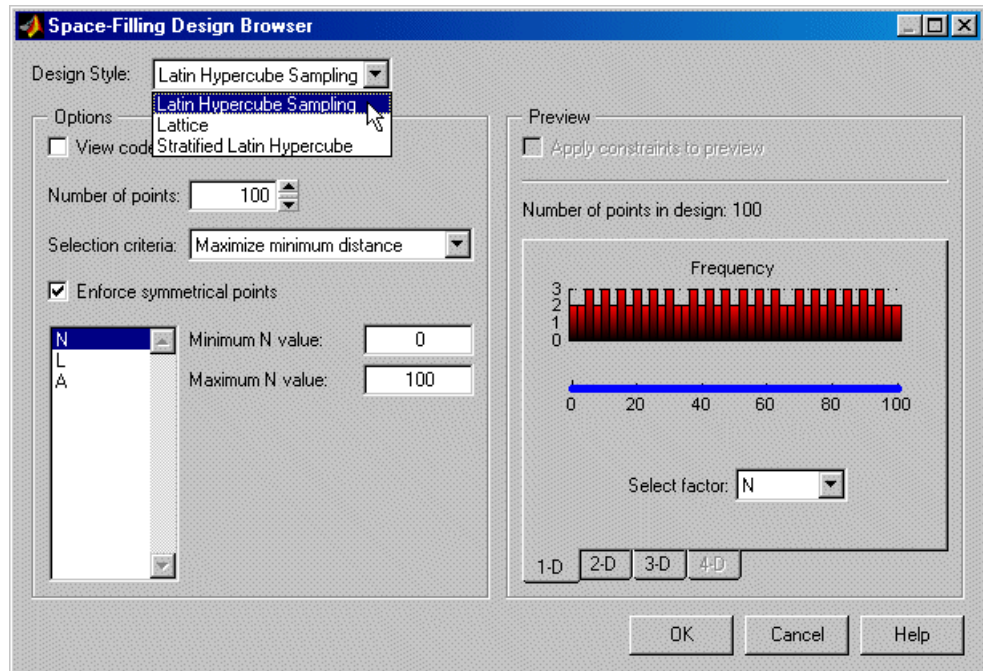 Space-Filling Design Browser
Design Style: Latin Hypercube Sampling
Latin Hypercube Sampling
Lattice
Stratified Latin Hypercube
Options
View code
Number of points: 100
Selection criteria: Maximize minimum distance
Enforce symmetrical points
N
L
A
Minimum N value: 0
Maximum N value: 100
Preview
Apply constraints to preview
Number of points in design: 100
Frequency
3
2
1
0
0 20 40 60 80 100
Select factor: N
1-D 2-D 3-D 4-D
OK Cancel Help